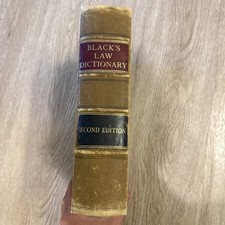 BLACK'S
LAW
DICTIONARY
SECOND EDITION